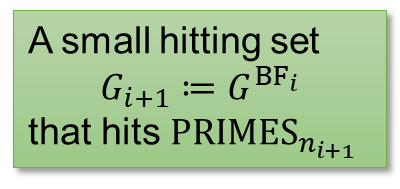 A small hitting set
G_{i+1} ≔ G^{BF_i}
that hits PRIMES_{n_{i+1}}